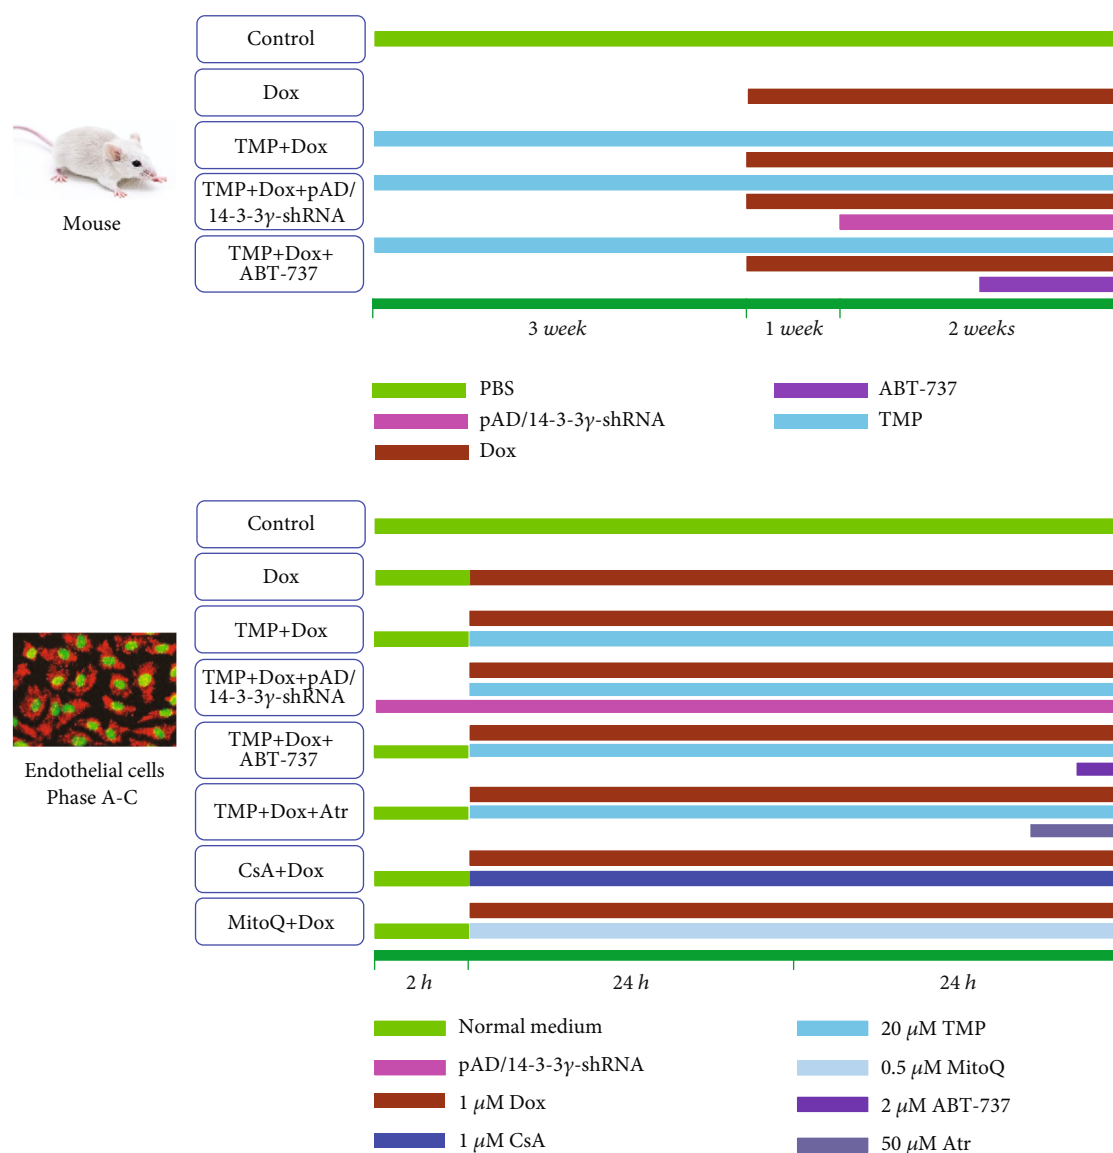 Control
Dox
TMP+Dox
TMP+Dox+pAD/
14-3-3γ-shRNA
TMP+Dox+
ABT-737
Mouse
3 week
1 week
2 weeks
PBS
pAD/14-3-3γ-shRNA
Dox
ABT-737
TMP
Control
Dox
TMP+Dox
TMP+Dox+pAD/
14-3-3γ-shRNA
TMP+Dox+
ABT-737
TMP+Dox+Atr
CsA+Dox
MitoQ+Dox
Endothelial cells
Phase A-C
2 h
24 h
24 h
Normal medium
pAD/14-3-3γ-shRNA
1 μM Dox
1 μM CsA
20 μM TMP
0.5 μM MitoQ
2 μM ABT-737
50 μM Atr